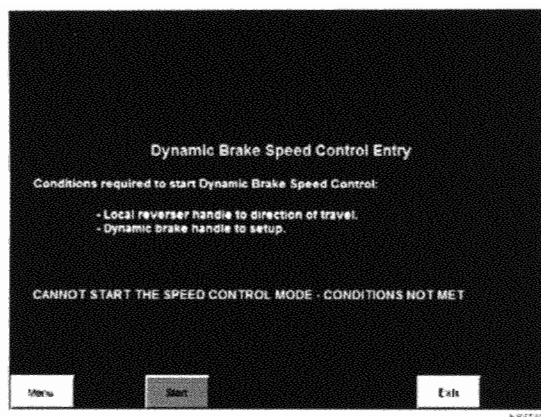 Dynamic Brake Speed Control Entry
Conditions required to start Dynamic Brake Speed Control:
- Local reverser handle to direction of travel.
- Dynamic brake handle to setup.
CANNOT START THE SPEED CONTROL MODE - CONDITIONS NOT MET
Menu Start Exit